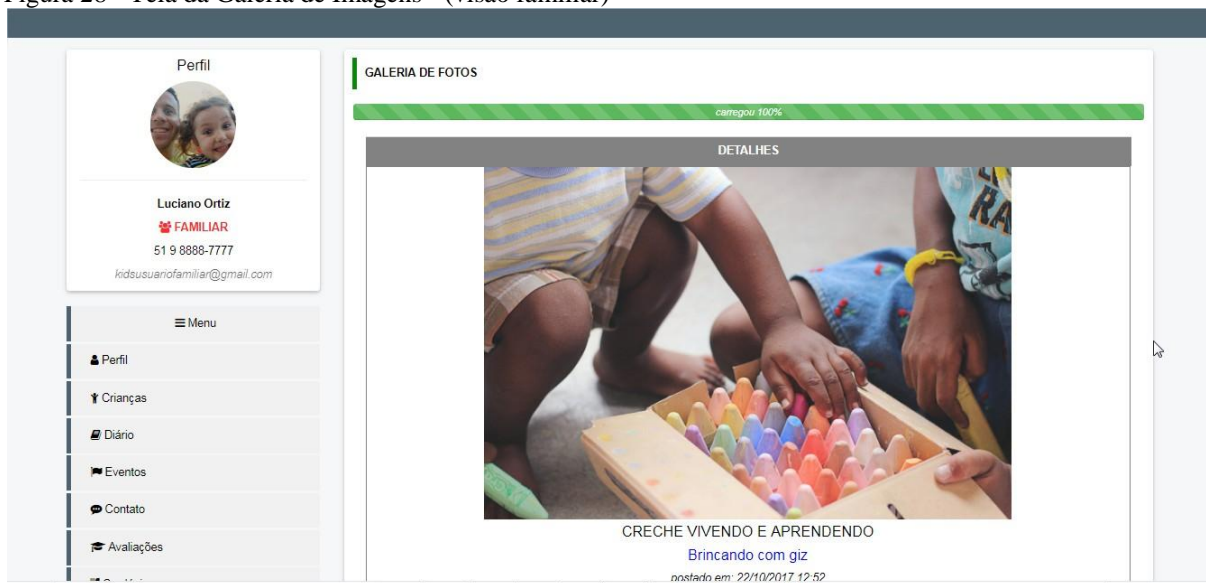 Figura 28 - Tela da Galeria de Imagens - (visão familiar)
Perfil
Luciano Ortiz
FAMILIAR
51 9 8888-7777
kidsusuariofamiliar@gmail.com
Menu
Perfil
Crianças
Diário
Eventos
Contato
Avaliações
GALERIA DE FOTOS
carregou 100%
DETALHES
CRECHE VIVENDO E APRENDENDO
Brincando com giz
postado em: 22/10/2017 12:52